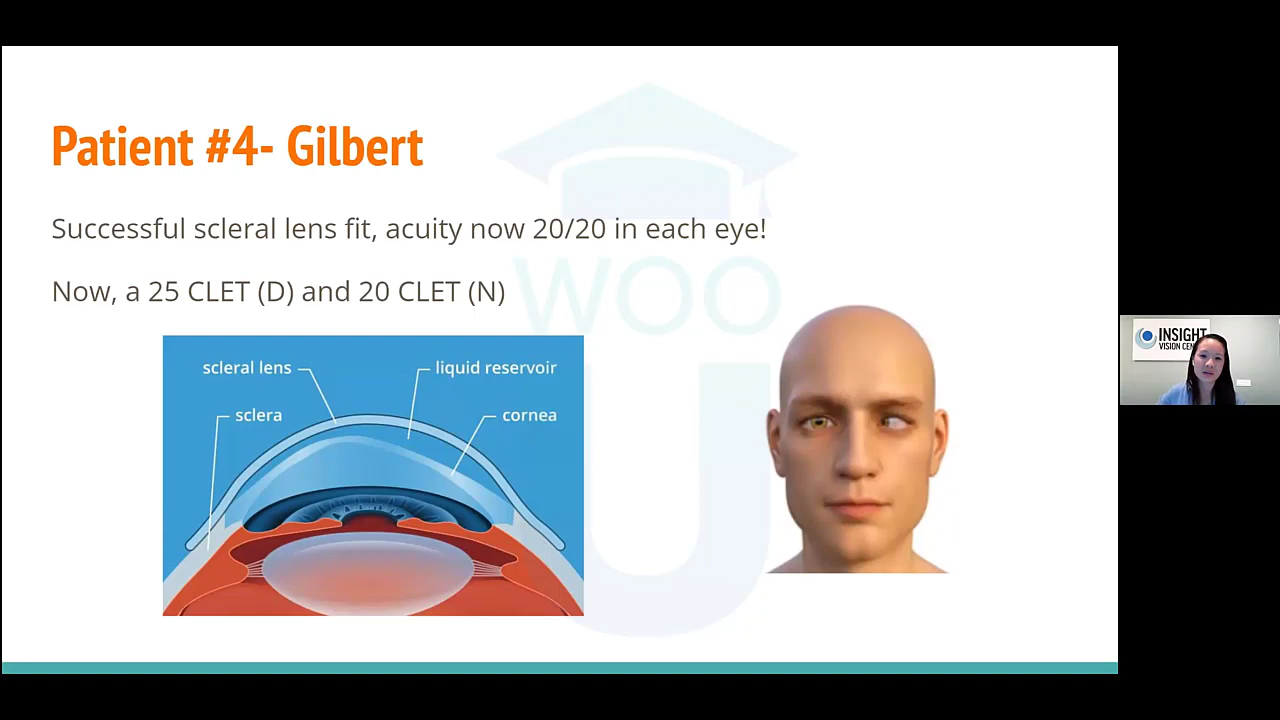 Patient #4- Gilbert
Successful scleral lens fit, acuity now 20/20 in each eye!
Now, a 25 CLET (D) and 20 CLET (N)
WOO
U
scleral lens
liquid reservoir
sclera
cornea
INSIGHT
VISION CEN